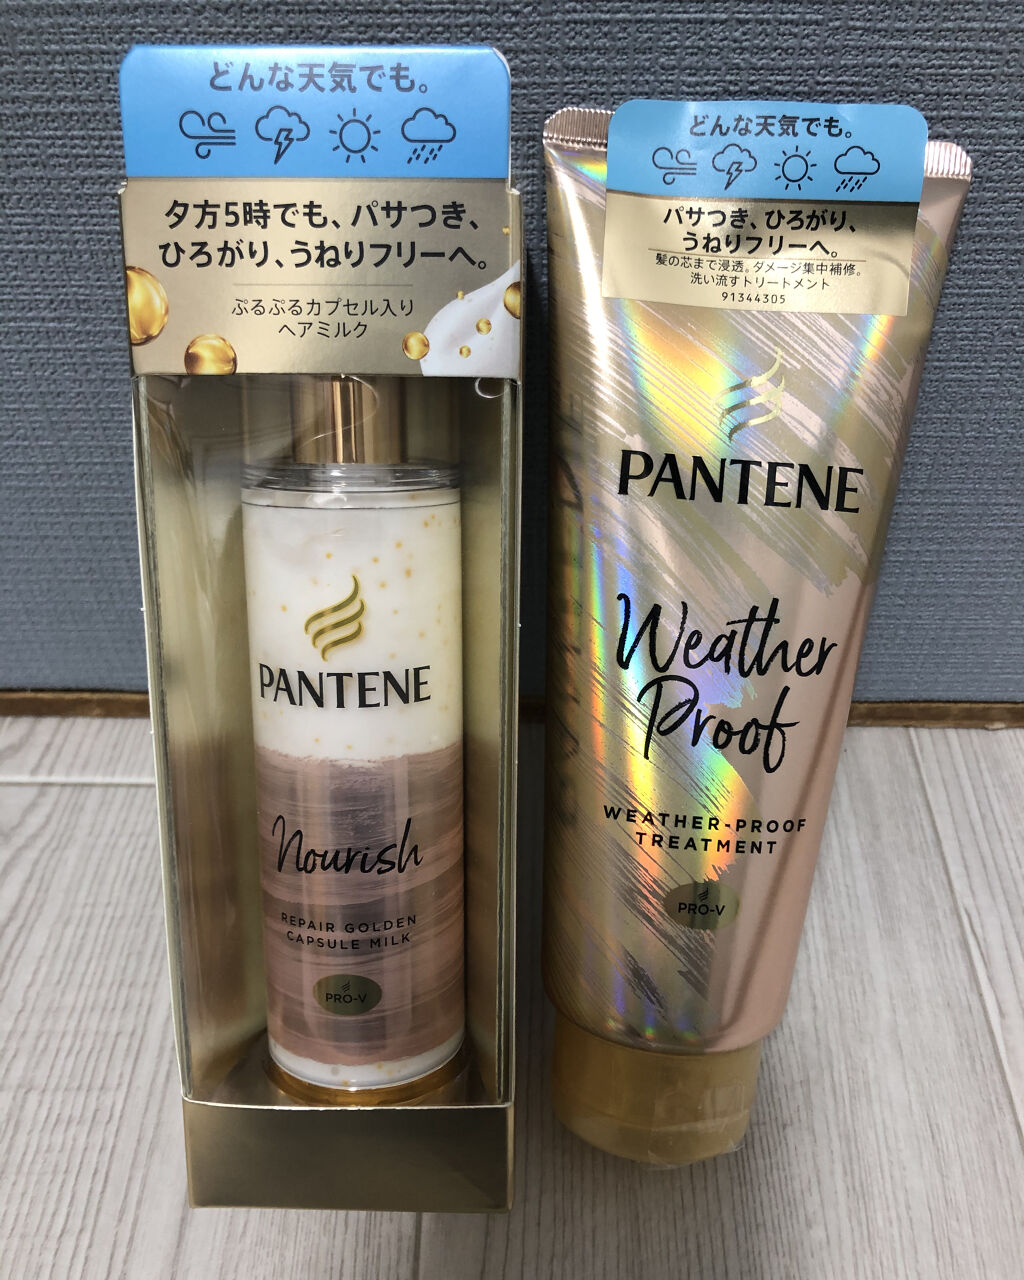 どんな天気でも。
夕方5時でも、パサつき、
ひろがり、うねりフリーへ。
ぷるぷるカプセル入り
ヘアミルク
PANTENE
Nourish
REPAIR GOLDEN
CAPSULE MILK
PRO-V
どんな天気でも。
パサつき、ひろがり、
うねりフリーへ。
髪の芯まで浸透。ダメージ集中補修。
洗い流すトリートメント
91344305
PANTENE
Weather
Proof
WEATHER-PROOF
TREATMENT
PRO-V